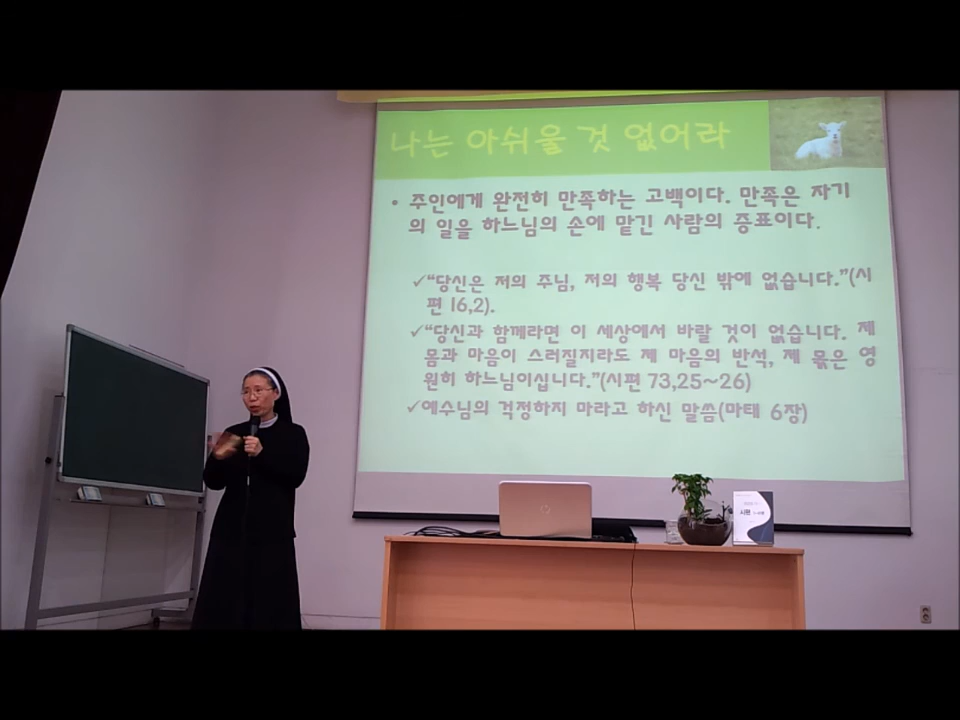 나는 아쉬울 것 없어라
• 주인에게 완전히 만족하는 고백이다. 만족은 자기
의 일을 하느님의 손에 맡긴 사람의 증표이다.
✓“당신은 저의 주님, 저의 행복 당신 밖에 없습니다.”(시
편 16,2).
✓“당신과 함께라면 이 세상에서 바랄 것이 없습니다. 제
몸과 마음이 스러질지라도 제 마음의 반석, 제 몫은 영
원히 하느님이십니다.”(시편 73,25~26)
✓예수님의 걱정하지 마라고 하신 말씀(마태 6장)
시편